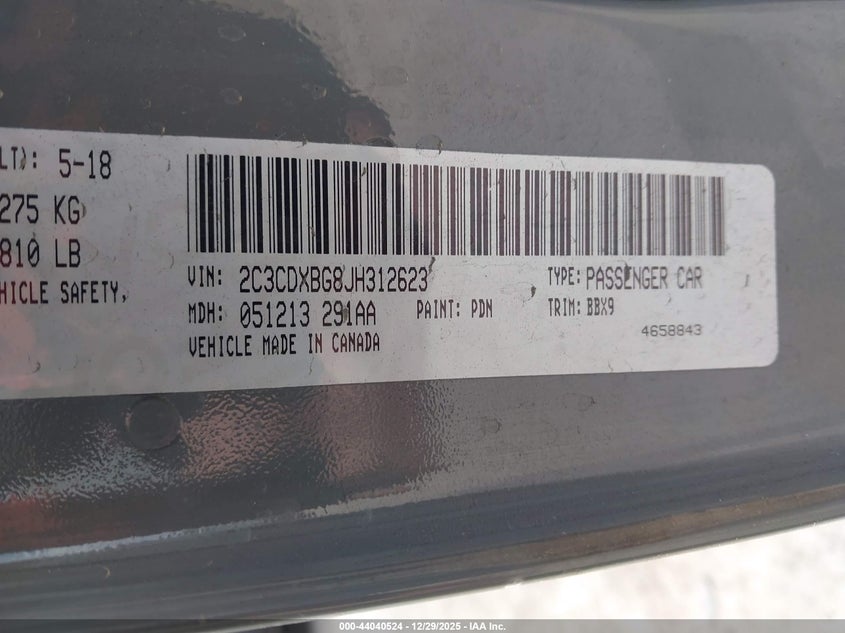 LT): 5-18
275 KG
810 LB
HICLE SAFETY,
VIN: 2C3CDXBG8JH312623
TYPE: PASSENGER CAR
MDH: 051213 291AA
PAINT: PDN
TRIM: BBX9
VEHICLE MADE IN CANADA
4658843
000-44040524 - 12/29/2025 - IAA Inc.